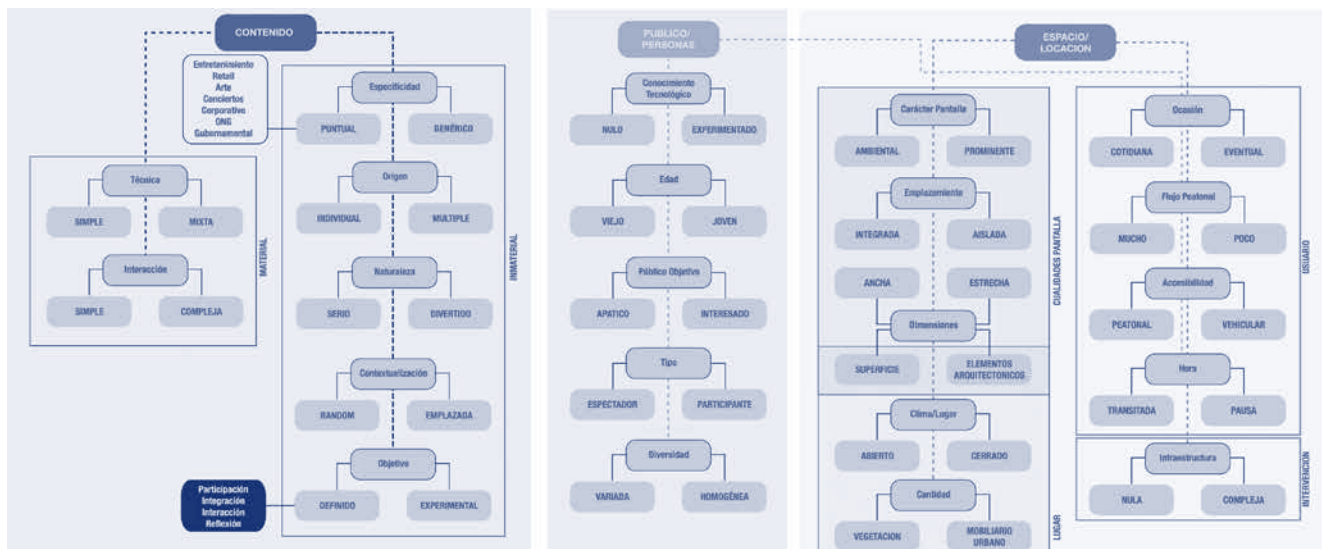 CONTENIDO
Entretenimiento
Retail
Arte
Conciertos
Corporativo
ONG
Gubernamental
Especificidad
PUNTUAL
GENÉRICO
Origen
INDIVIDUAL
MULTIPLE
Naturaleza
SERIO
DIVERTIDO
Contextualización
RANDOM
EMPLAZADA
Objetivo
DEFINIDO
EXPERIMENTAL
Participación
Integración
Interacción
Reflexión
INMATERIAL
Técnica
SIMPLE
MIXTA
Interacción
SIMPLE
COMPLEJA
MATERIAL
PUBLICO/
PERSONAS
Conocimiento
Tecnológico
NULO
EXPERIMENTADO
Edad
VIEJO
JOVEN
Público Objetivo
APATICO
INTERESADO
Tipo
ESPECTADOR
PARTICIPANTE
Diversidad
VARIADA
HOMOGÉNEA
ESPACIO/
LOCACION
Carácter Pantalla
AMBIENTAL
PROMINENTE
Emplazamiento
INTEGRADA
AISLADA
ANCHA
ESTRECHA
Dimensiones
SUPERFICIE
ELEMENTOS
ARQUITECTONICOS
CUALIDADES PANTALLA
Clima/Lugar
ABIERTO
CERRADO
Cantidad
VEGETACION
MOBILIARIO
URBANO
LUGAR
Ocasión
COTIDIANA
EVENTUAL
Flujo Peatonal
MUCHO
POCO
Accesibilidad
PEATONAL
VEHICULAR
Hora
TRANSITADA
PAUSA
USUARIO
Infraestructura
NULA
COMPLEJA
INTERVENCION